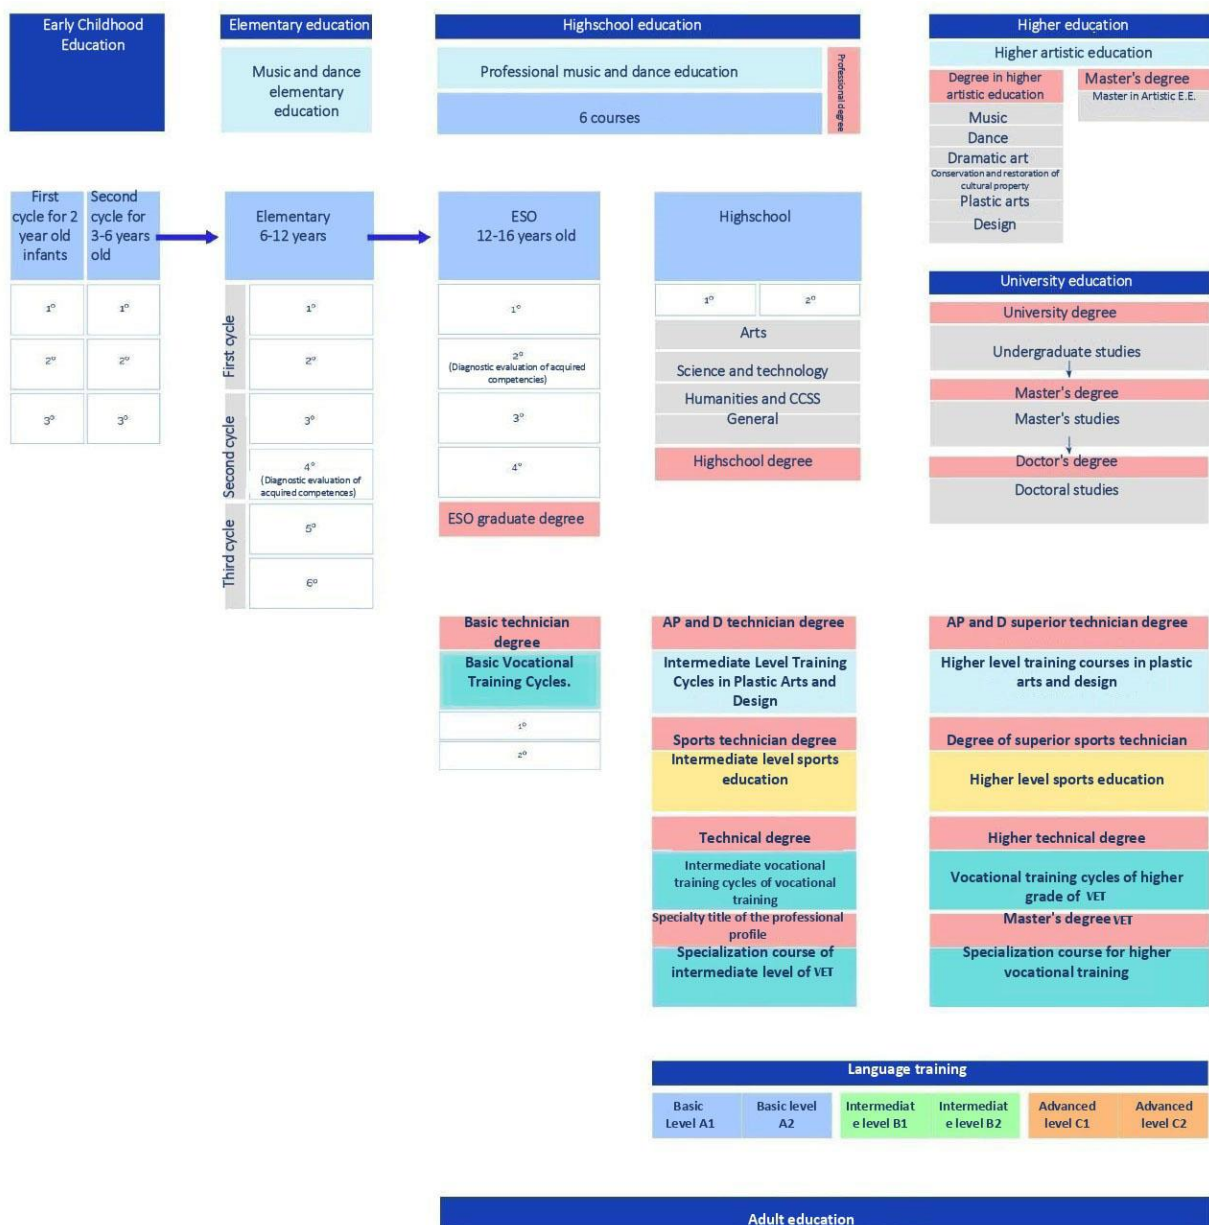 Early Childhood
Education
Elementary education
Highschool education
Higher education
Music and dance
elementary
education
Professional music and dance education
6 courses
Professional degree
Higher artistic education
Degree in higher
artistic education
Master's degree
Master in Artistic E.E.
Music
Dance
Dramatic art
Conservation and restoration of
cultural property
Plastic arts
Design
First
cycle for 2
year old
infants
Second
cycle for
3-6 years
old
Elementary
6-12 years
ESO
12-16 years old
Highschool
1º
1º
2º
2º
3º
3º
First cycle
Second cycle
Third cycle
1º
2º
3º
4º
(Diagnostic evaluation of
acquired competences)
5º
6º
1º
2º
(Diagnostic evaluation of acquired
competencies)
3º
4º
ESO graduate degree
1º
2º
Arts
Science and technology
Humanities and CCSS
General
Highschool degree
University education
University degree
Undergraduate studies
Master's degree
Master's studies
Doctor's degree
Doctoral studies
Basic technician
degree
Basic Vocational
Training Cycles.
1º
2º
AP and D technician degree
Intermediate Level Training
Cycles in Plastic Arts and
Design
Sports technician degree
Intermediate level sports
education
Technical degree
Intermediate vocational
training cycles of vocational
training
Specialty title of the professional
profile
Specialization course of
intermediate level of VET
AP and D superior technician degree
Higher level training courses in plastic
arts and design
Degree of superior sports technician
Higher level sports education
Higher technical degree
Vocational training cycles of higher
grade of VET
Master's degree VET
Specialization course for higher
vocational training
Language training
Basic
Level A1
Basic level
A2
Intermediat
e level B1
Intermediat
e level B2
Advanced
level C1
Advanced
level C2
Adult education